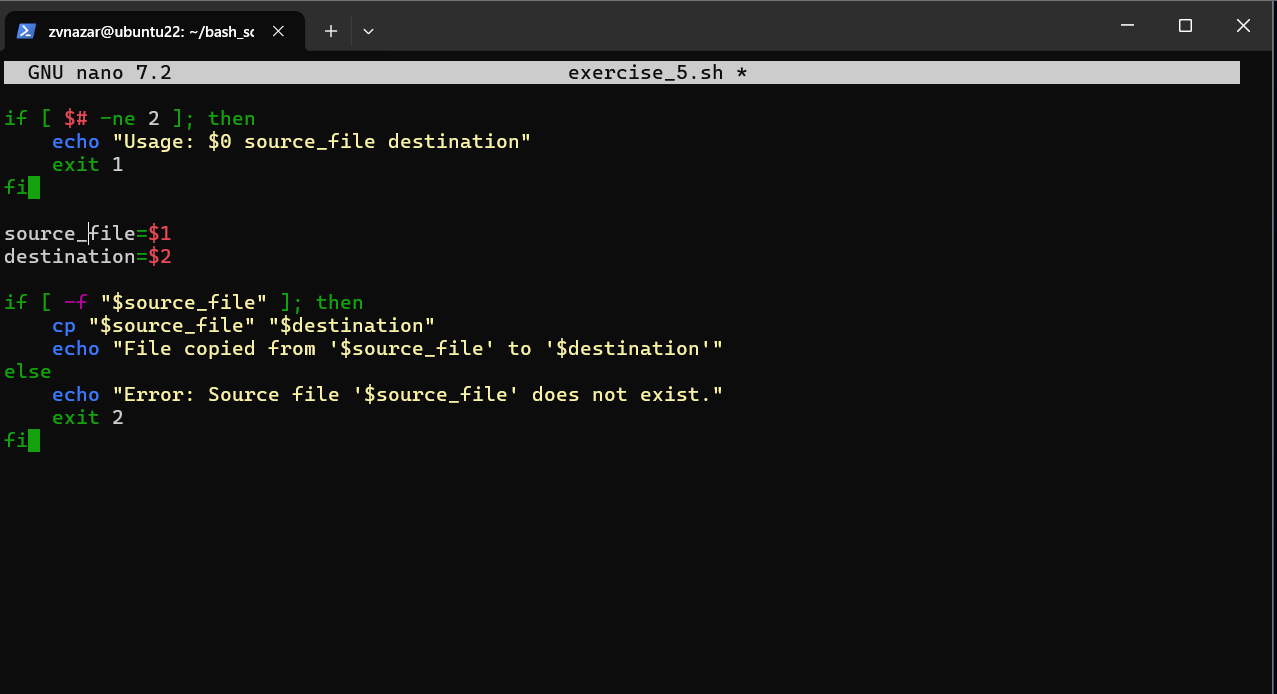 zvnazar@ubuntu22: ~/bash_sc
GNU nano 7.2 exercise_5.sh *
if [ $# -ne 2 ]; then
    echo "Usage: $0 source_file destination"
    exit 1
fi
source_file=$1
destination=$2
if [ -f "$source_file" ]; then
    cp "$source_file" "$destination"
    echo "File copied from '$source_file' to '$destination'"
else
    echo "Error: Source file '$source_file' does not exist."
    exit 2
fi